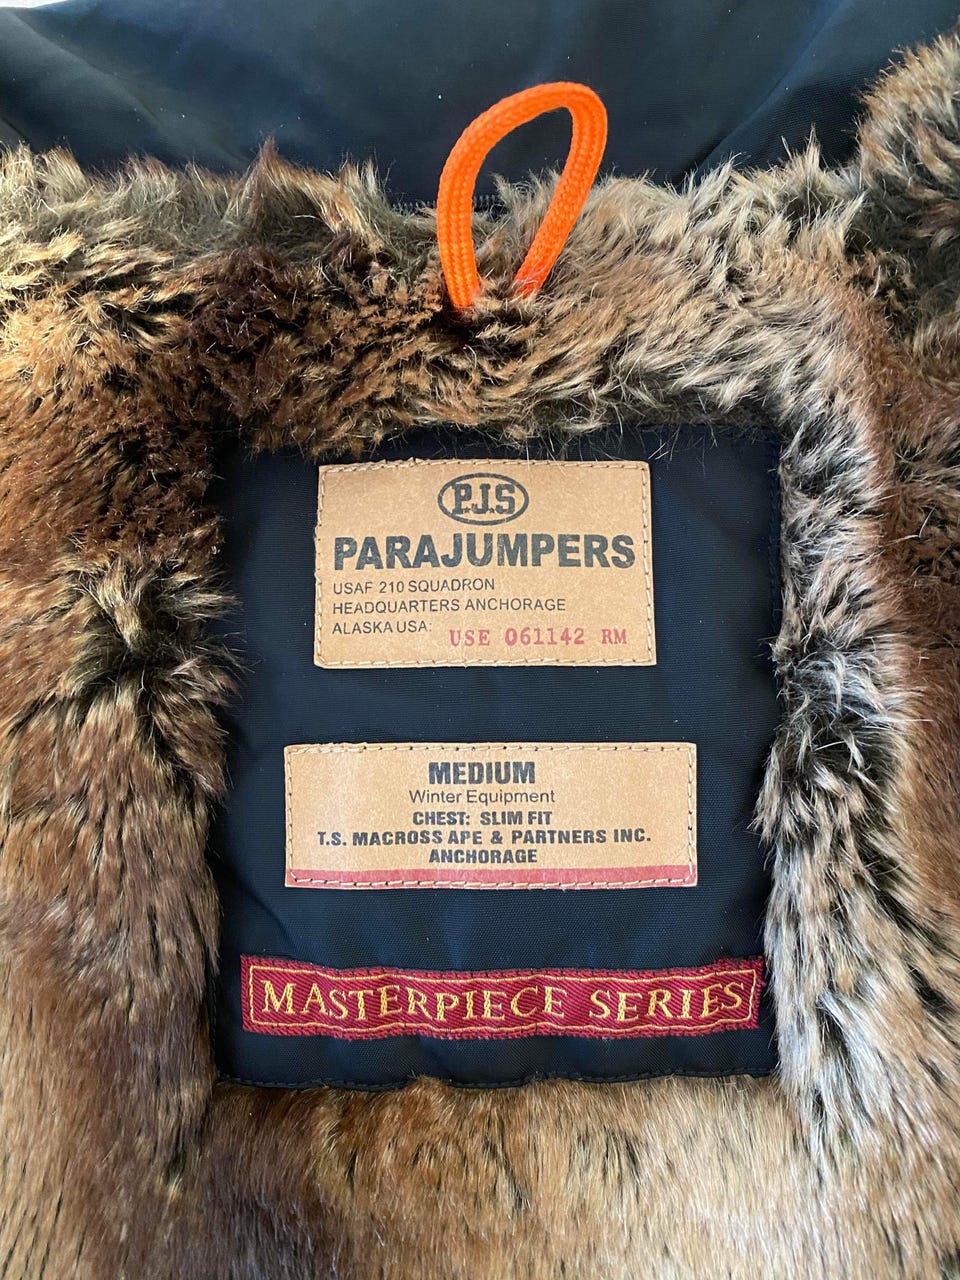 P.J.S
PARAJUMPERS
USAF 210 SQUADRON
HEADQUARTERS ANCHORAGE
ALASKA USA: USE 061142 RM
MEDIUM
Winter Equipment
CHEST: SLIM FIT
T.S. MACROSS APE & PARTNERS INC.
ANCHORAGE
MASTERPIECE SERIES